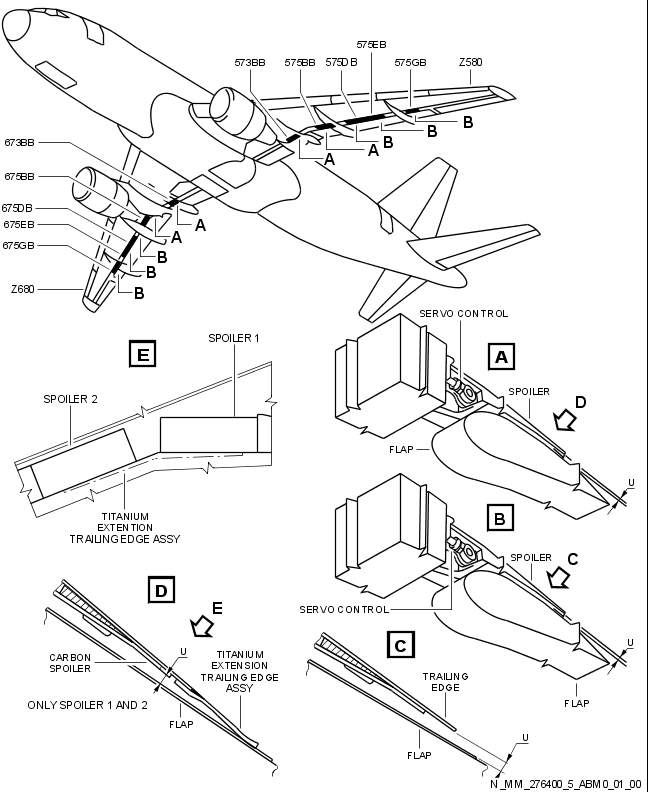 575EB
573BB 575BB 575DB 575GB Z580
B
B
B
A
A
673BB
675BB
675DB
675EB
675GB
Z680
A
A
B
B
B
SERVO CONTROL
E
SPOILER 1
A
SPOILER
D
SPOILER 2
FLAP
U
TITANIUM
EXTENTION
TRAILING EDGE ASSY
B
SPOILER
C
SERVO CONTROL
U
FLAP
D
E
U
CARBON
SPOILER
TITANIUM
EXTENSION
TRAILING EDGE
ASSY
ONLY SPOILER 1 AND 2
FLAP
C
TRAILING
EDGE
FLAP
U
N_MM_276400_5_ABM0_01_00